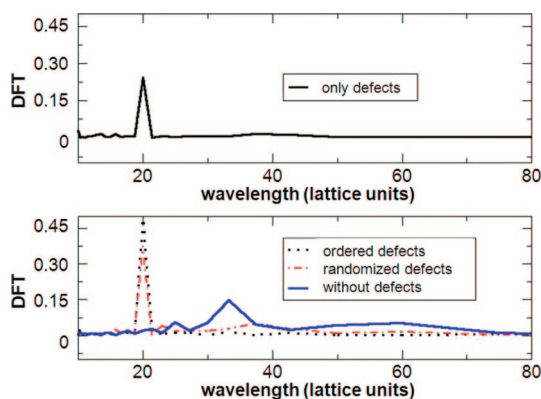 0.45
0.30
DFT
0.15
0
only defects
20 40 60 80
wavelength (lattice units)
0.45
0.30
DFT
0.15
0
ordered defects
randomized defects
without defects
20 40 60 80
wavelength (lattice units)